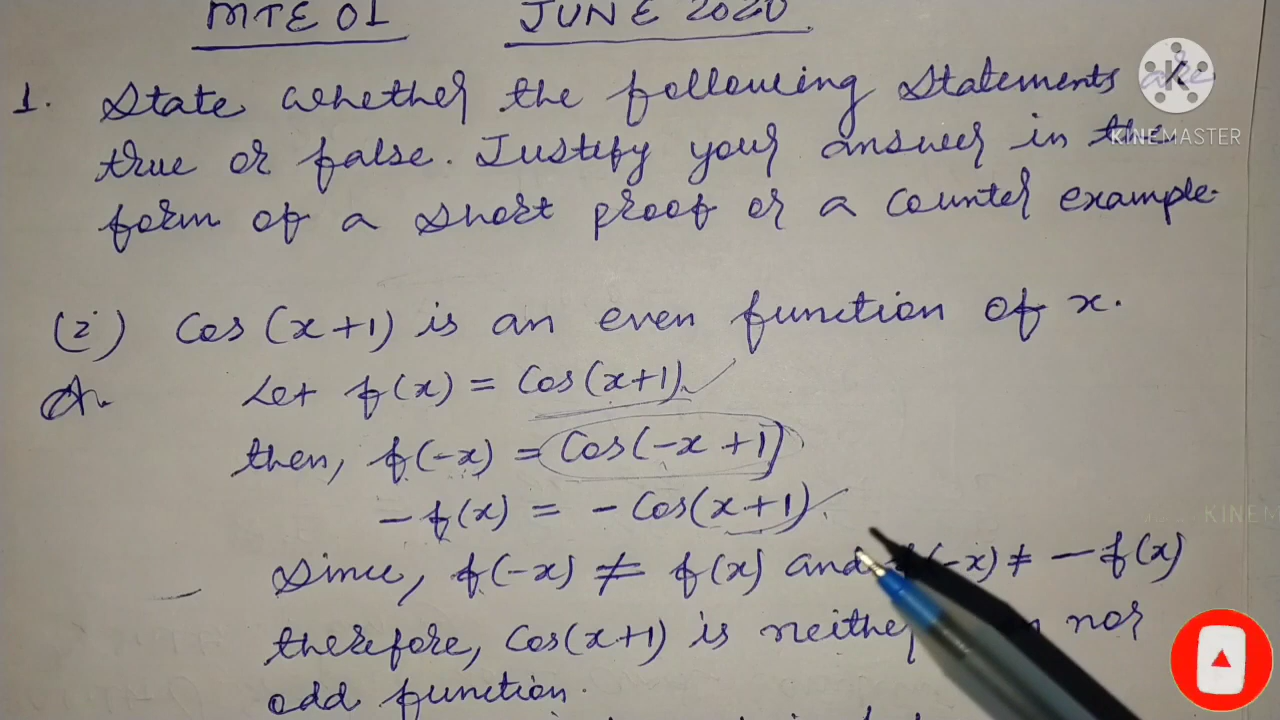 MTE 01 JUNE 2020
1. State whether the following statements are
true or false. Justify your answer in the
form of a short proof or a counter example.
(i) Cos(x+1) is an even function of x.
Let f(x) = Cos(x+1)
then, f(-x) = Cos(-x+1)
-f(x) = - Cos(x+1)
Since, f(-x) ≠ f(x) and f(-x) ≠ -f(x)
therefore, Cos(x+1) is neither nor
odd function.
K
KINEMASTER